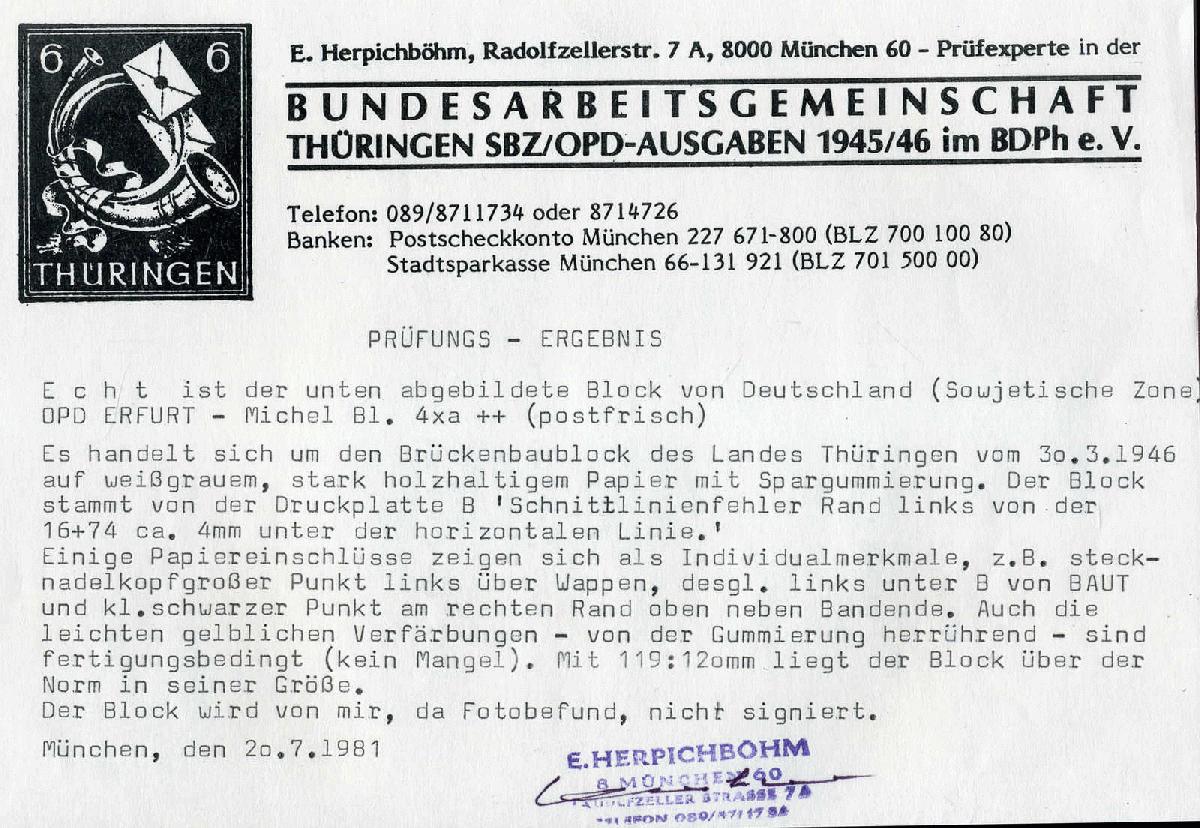 6 6
THÜRINGEN
E. Herpichböhm, Radolfzellerstr. 7 A, 8000 München 60 - Prüfexperte in der
BUNDESARBEITSGEMEINSCHAFT
THÜRINGEN SBZ/OPD-AUSGABEN 1945/46 im BDPh e. V.
Telefon: 089/8711734 oder 8714726
Banken: Postscheckkonto München 227 671-800 (BLZ 700 100 80)
Stadtsparkasse München 66-131 921 (BLZ 701 500 00)
PRÜFUNGS - ERGEBNIS
E c h t ist der unten abgebildete Block von Deutschland (Sowjetische Zone)
OPD ERFURT - Michel Bl. 4xa ++ (postfrisch)
Es handelt sich um den Brückenbaublock des Landes Thüringen vom 3o.3.1946
auf weißgrauem, stark holzhaltigem Papier mit Spargummierung. Der Block
stammt von der Druckplatte B 'Schnittlinienfehler Rand links von der
16+74 ca. 4mm unter der horizontalen Linie.'
Einige Papiereinschlüsse zeigen sich als Individualmerkmale, z.B. steck-
nadelkopfgroßer Punkt links über Wappen, desgl. links unter B von BAUT
und kl.schwarzer Punkt am rechten Rand oben neben Bandende. Auch die
leichten gelblichen Verfärbungen - von der Gummierung herrührend - sind
fertigungsbedingt (kein Mangel). Mit 119:12omm liegt der Block über der
Norm in seiner Größe.
Der Block wird von mir, da Fotobefund, nicht signiert.
München, den 2o.7.1981
E.HERPICHBÖHM
8 MÜNCHEN 60
STRASSE 7A